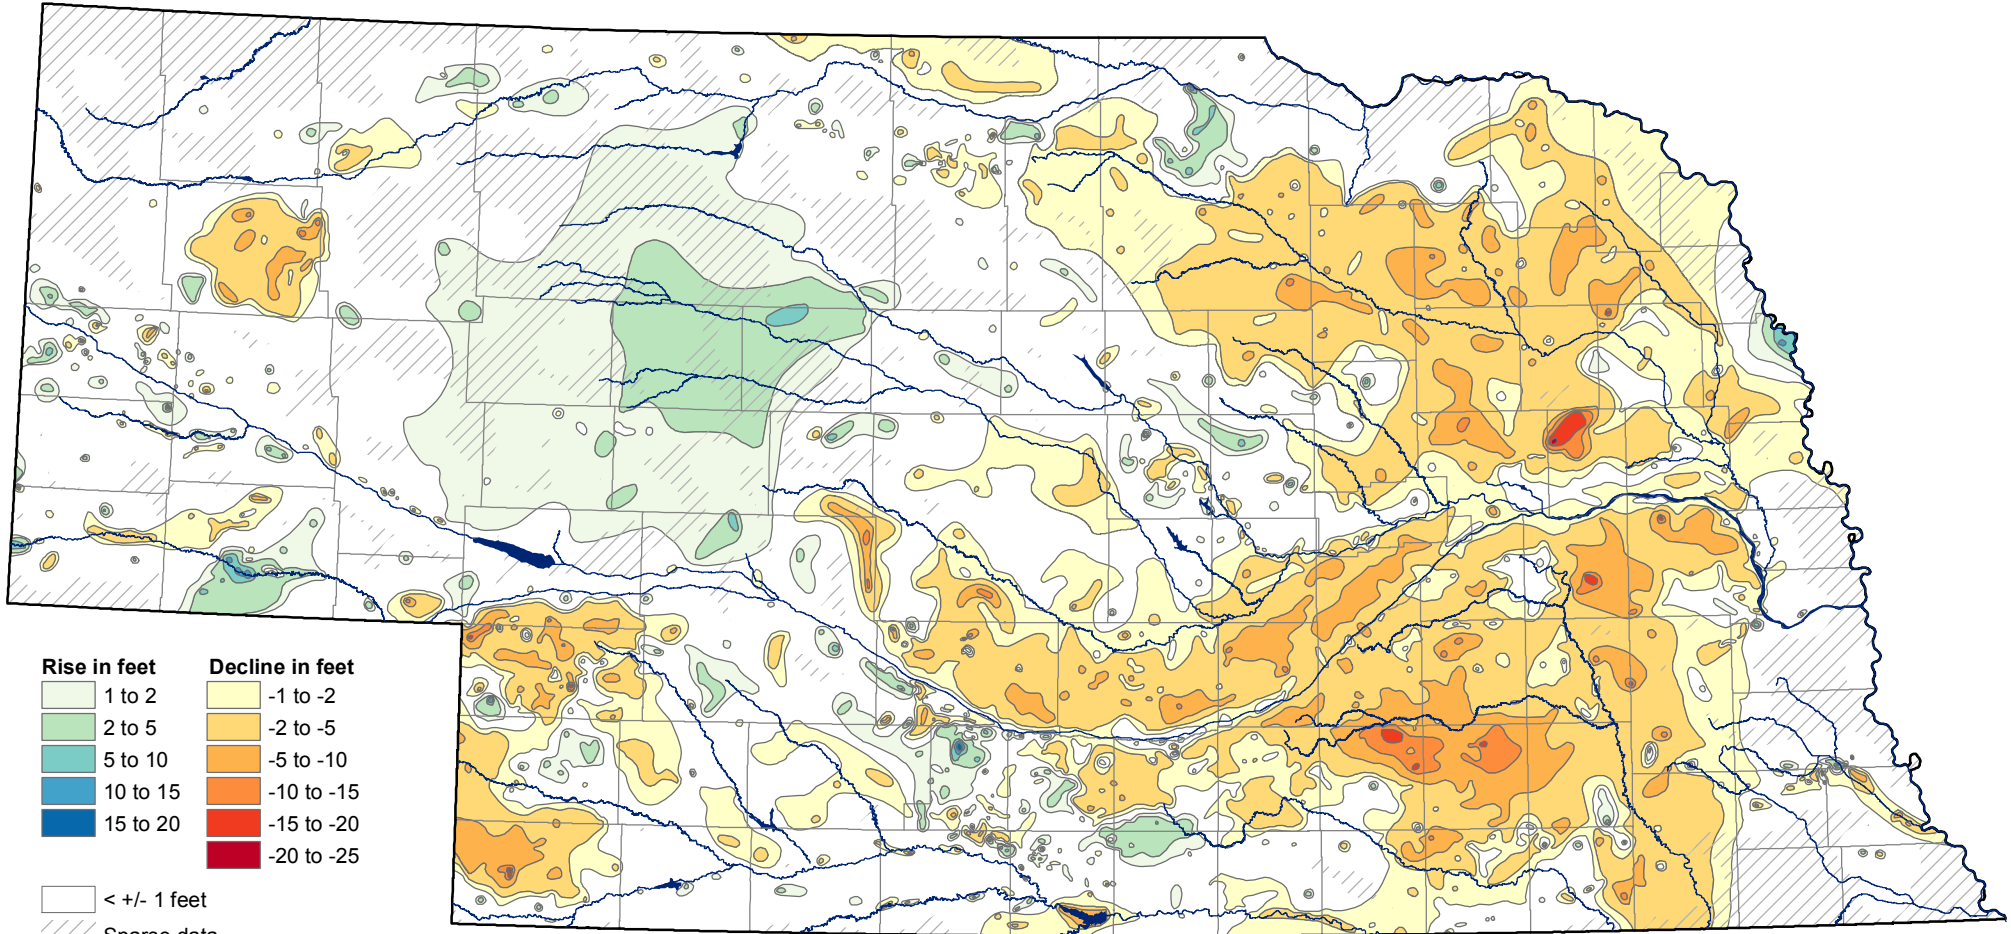 Rise in feet
Decline in feet
1 to 2
-1 to -2
2 to 5
-2 to -5
5 to 10
-5 to -10
10 to 15
-10 to -15
15 to 20
-15 to -20
-20 to -25
< +/- 1 feet
Sparse data